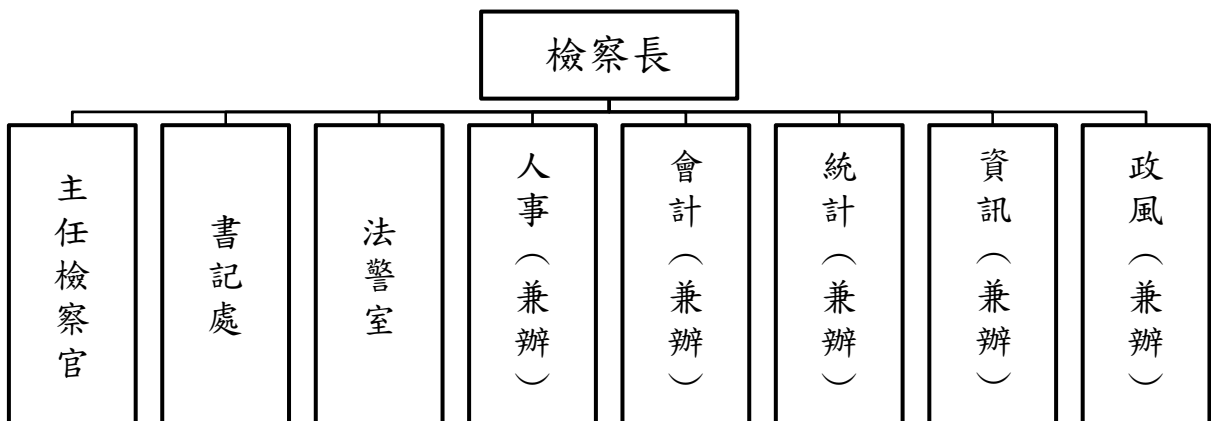 檢察長
主任檢察官
書記處
法警室
人事（兼辦）
會計（兼辦）
統計（兼辦）
資訊（兼辦）
政風（兼辦）